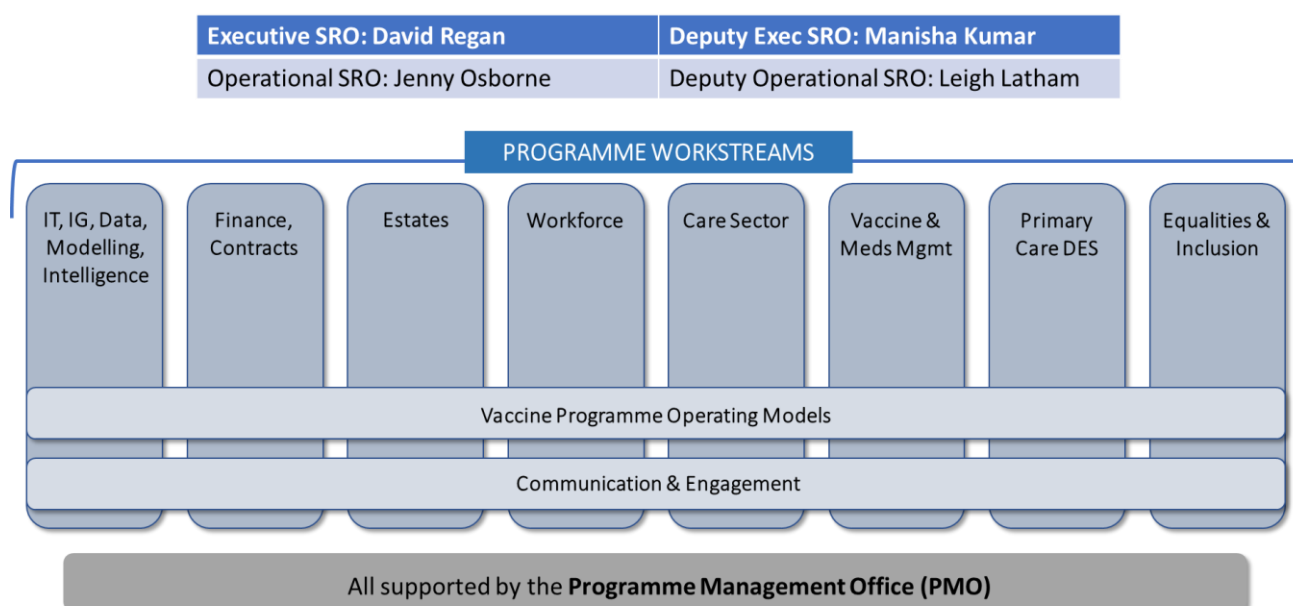 Executive SRO: David Regan
Deputy Exec SRO: Manisha Kumar
Operational SRO: Jenny Osborne
Deputy Operational SRO: Leigh Latham
PROGRAMME WORKSTREAMS
IT, IG, Data,
Modelling,
Intelligence
Finance,
Contracts
Estates
Workforce
Care Sector
Vaccine &
Meds Mgmt
Primary
Care DES
Equalities &
Inclusion
Vaccine Programme Operating Models
Communication & Engagement
All supported by the Programme Management Office (PMO)